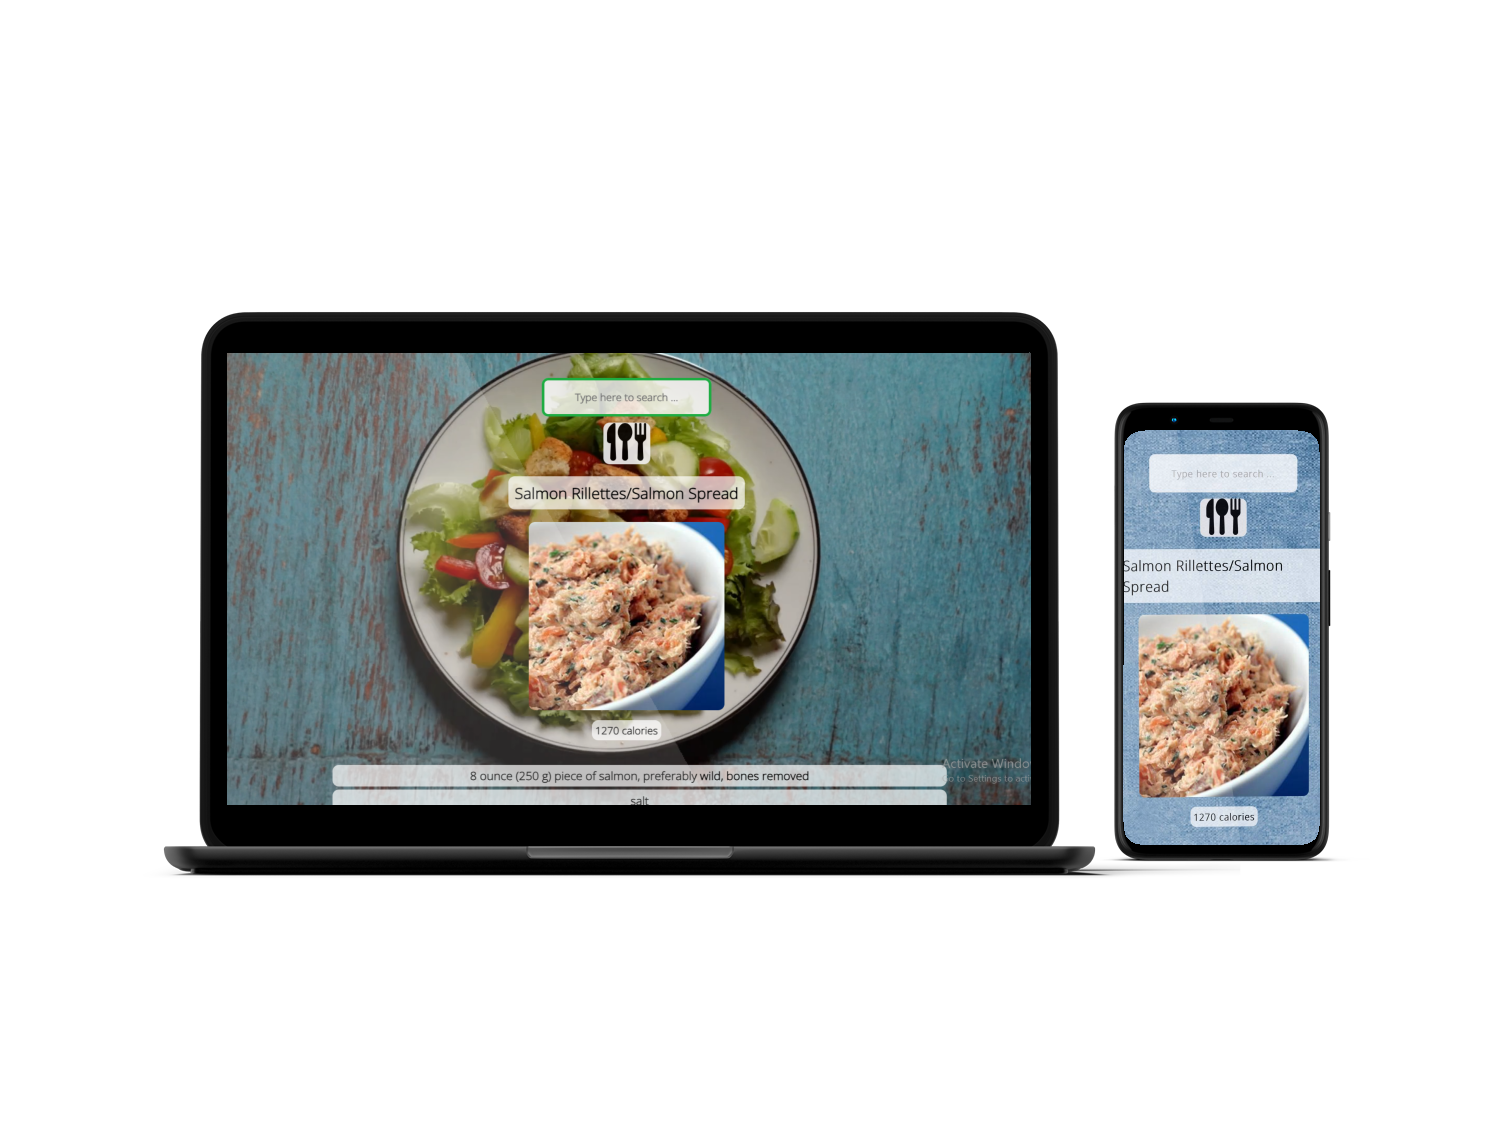 Type here to search ...
Salmon Rillettes/Salmon Spread
1270 calories
8 ounce (250 g) piece of salmon, preferably wild, bones removed
salt
Activate Windo
to Settings to acti
Type here to search ...
Salmon Rillettes/Salmon
Spread
1270 calories